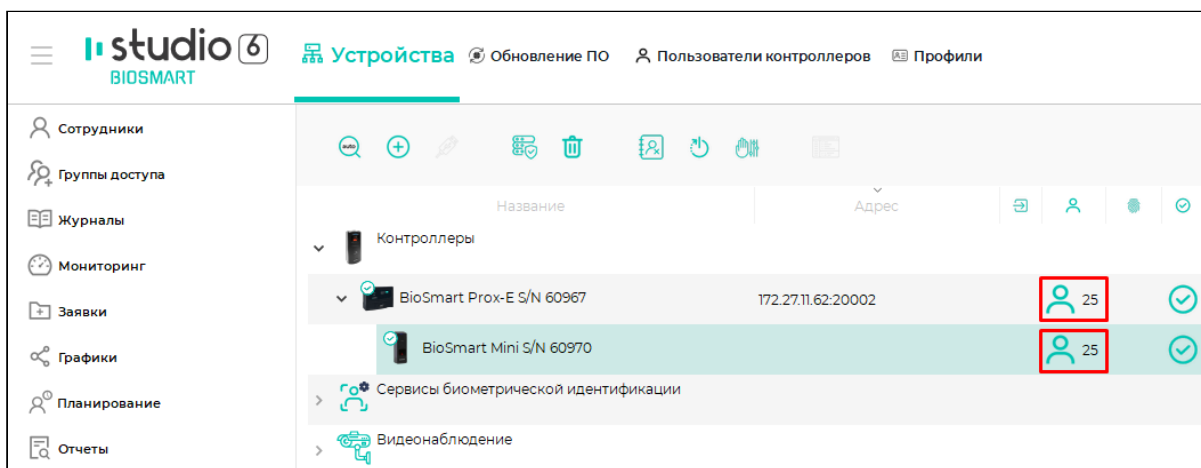 studio 6
BIOSMART
Устройства Обновление ПО Пользователи контроллеров Профили
Сотрудники
Группы доступа
Журналы
Мониторинг
Заявки
Графики
Планирование
Отчеты
auto
Название Адрес
Контроллеры
BioSmart Prox-E S/N 60967 172.27.11.62:20002 25
BioSmart Mini S/N 60970 25
Сервисы биометрической идентификации
Видеонаблюдение